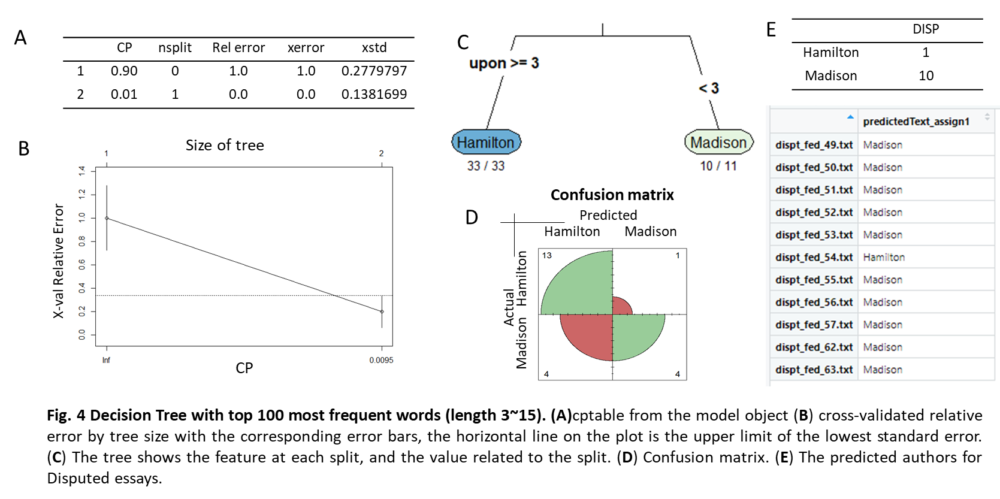 A
CP nsplit Rel error xerror xstd
1 0.90 0 1.0 1.0 0.2779797
2 0.01 1 0.0 0.0 0.1381699
B
Size of tree
1 2
X-val Relative Error
1.4
1.2
1.0
0.8
0.6
0.4
0.2
0.0
Inf 0.0095
CP
C
upon >= 3
< 3
Hamilton Madison
33 / 33 10 / 11
Confusion matrix
D
Predicted
Hamilton Madison
Actual
Hamilton
Madison
13 1
4 4
E
DISP
Hamilton 1
Madison 10
predictedText_assign1
dispt_fed_49.txt Madison
dispt_fed_50.txt Madison
dispt_fed_51.txt Madison
dispt_fed_52.txt Madison
dispt_fed_53.txt Madison
dispt_fed_54.txt Hamilton
dispt_fed_55.txt Madison
dispt_fed_56.txt Madison
dispt_fed_57.txt Madison
dispt_fed_62.txt Madison
dispt_fed_63.txt Madison
Fig. 4 Decision Tree with top 100 most frequent words (length 3~15). (A)cptable from the model object (B) cross-validated relative
error by tree size with the corresponding error bars, the horizontal line on the plot is the upper limit of the lowest standard error.
(C) The tree shows the feature at each split, and the value related to the split. (D) Confusion matrix. (E) The predicted authors for
Disputed essays.